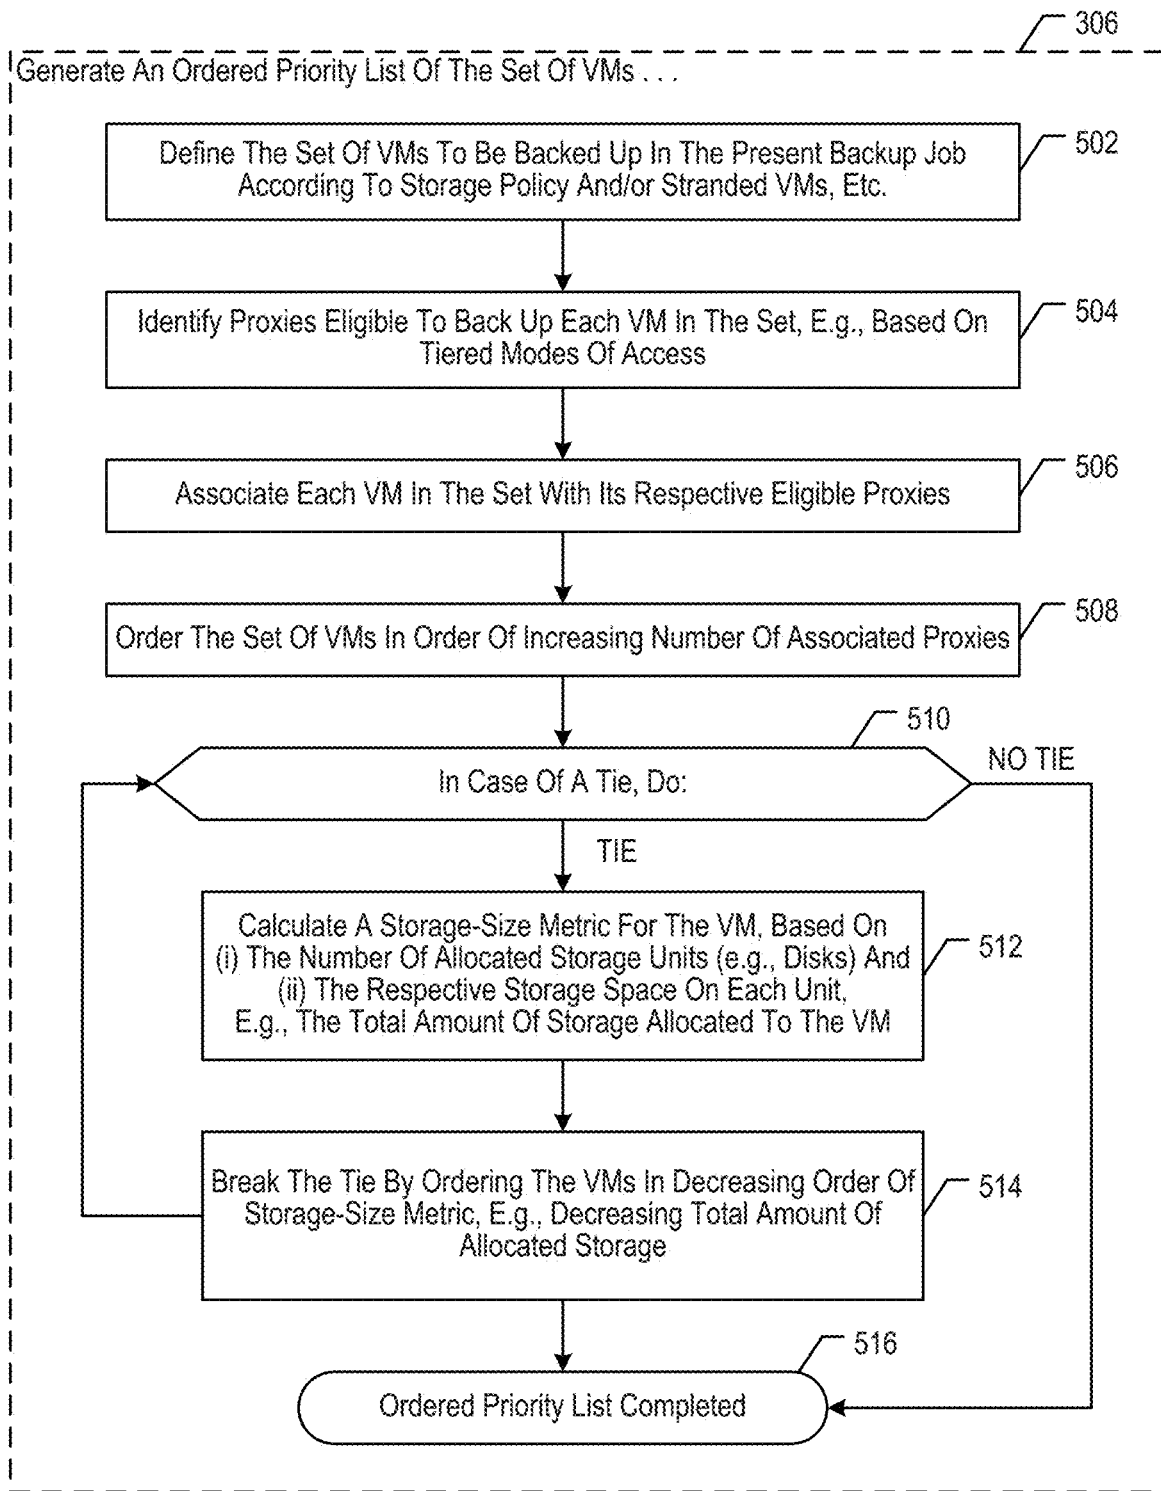 306
Generate An Ordered Priority List Of The Set Of VMs . . .
Define The Set Of VMs To Be Backed Up In The Present Backup Job
According To Storage Policy And/or Stranded VMs, Etc.
502
Identify Proxies Eligible To Back Up Each VM In The Set, E.g., Based On
Tiered Modes Of Access
504
Associate Each VM In The Set With Its Respective Eligible Proxies
506
Order The Set Of VMs In Order Of Increasing Number Of Associated Proxies
508
510
In Case Of A Tie, Do:
NO TIE
TIE
Calculate A Storage-Size Metric For The VM, Based On
(i) The Number Of Allocated Storage Units (e.g., Disks) And
(ii) The Respective Storage Space On Each Unit,
E.g., The Total Amount Of Storage Allocated To The VM
512
Break The Tie By Ordering The VMs In Decreasing Order Of
Storage-Size Metric, E.g., Decreasing Total Amount Of
Allocated Storage
514
516
Ordered Priority List Completed